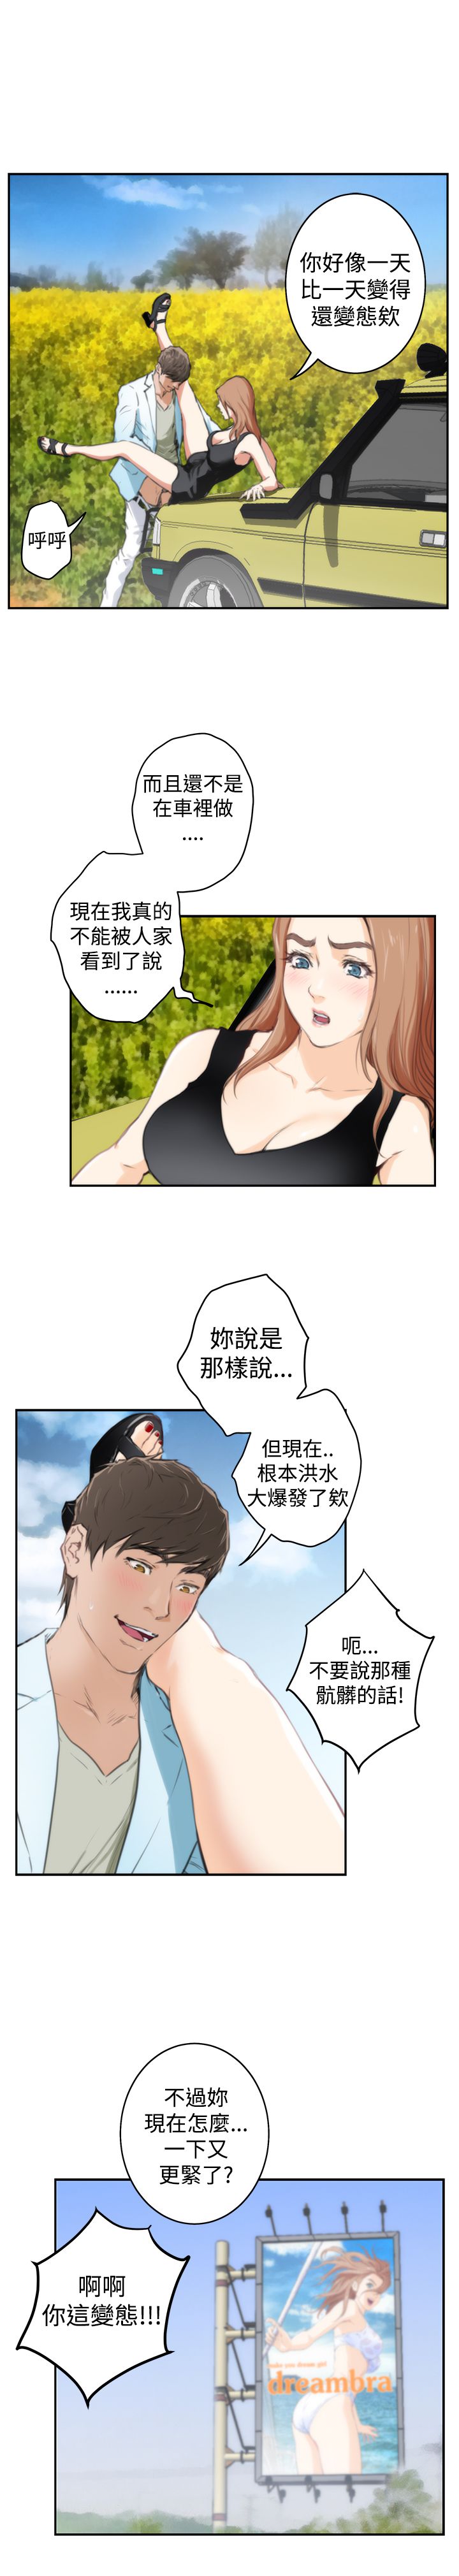 你好像一天
比一天變得
還變態欸
呼呼
而且還不是
在車裡做
....
現在我真的
不能被人家
看到了說
......
妳說是
那樣說...
但現在..
根本洪水
大爆發了欸
呃...
不要說那種
骯髒的話!
不過妳
現在怎麼...
一下又
更緊了?
啊啊
你這變態!!!
make you dream girl
dreambra